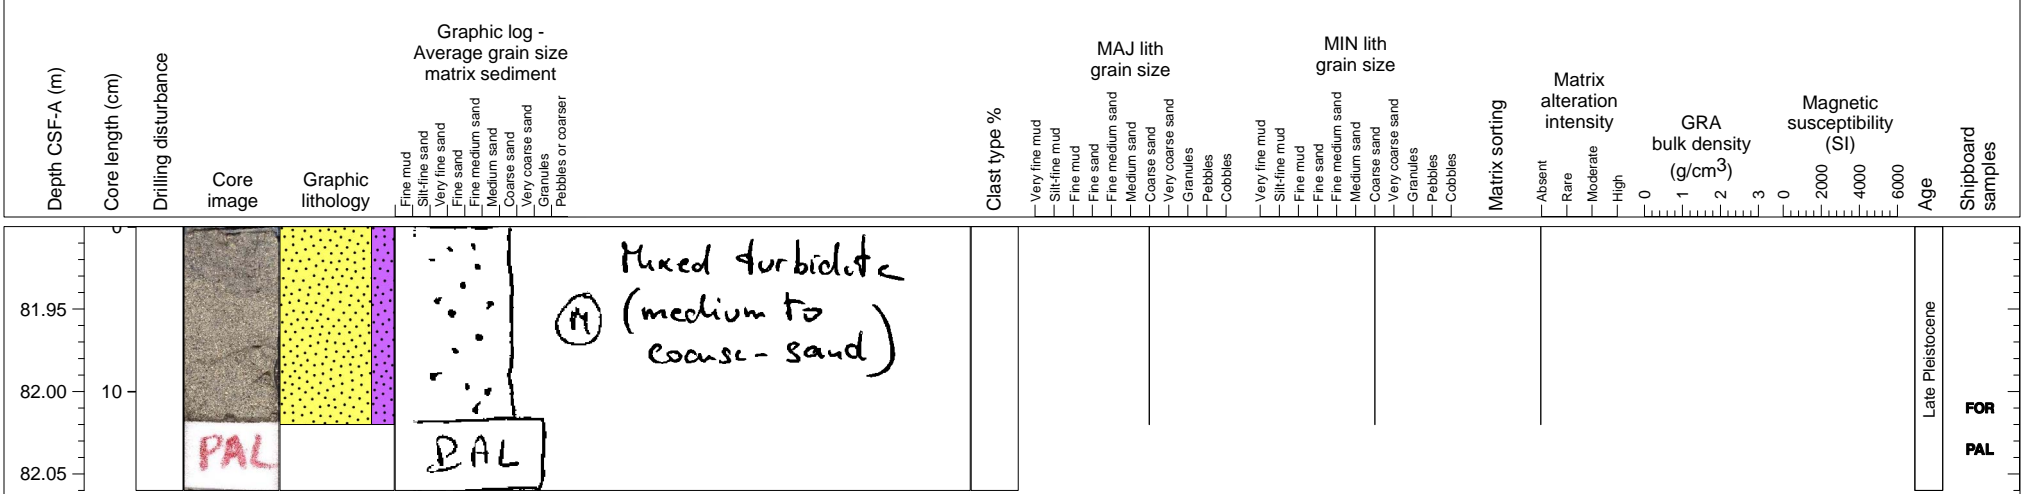 Depth CSF-A (m)
Core length (cm)
Drilling disturbance
Core
image
Graphic
lithology
Graphic log -
Average grain size
matrix sediment
Fine mud
Silt-fine sand
Very fine sand
Fine sand
Fine medium sand
Medium sand
Coarse sand
Very coarse sand
Granules
Pebbles or coarser
Clast type %
MAJ lith
grain size
Very fine mud
Silt-fine mud
Fine mud
Fine sand
Fine medium sand
Medium sand
Coarse sand
Very coarse sand
Granules
Pebbles
Cobbles
MIN lith
grain size
Very fine mud
Silt-fine mud
Fine mud
Fine sand
Fine medium sand
Medium sand
Coarse sand
Very coarse sand
Granules
Pebbles
Cobbles
Matrix sorting
Matrix
alteration
intensity
Absent
Rare
Moderate
High
GRA
bulk density
(g/cm3)
0 1 2 3
Magnetic
susceptibility
(SI)
0 2000 4000 6000
Age
Shipboard
samples
0
Mixed turbidite
81.95
M (medium to
coarse-sand)
82.00 10
Late Pleistocene
FOR
PAL PAL PAL
82.05